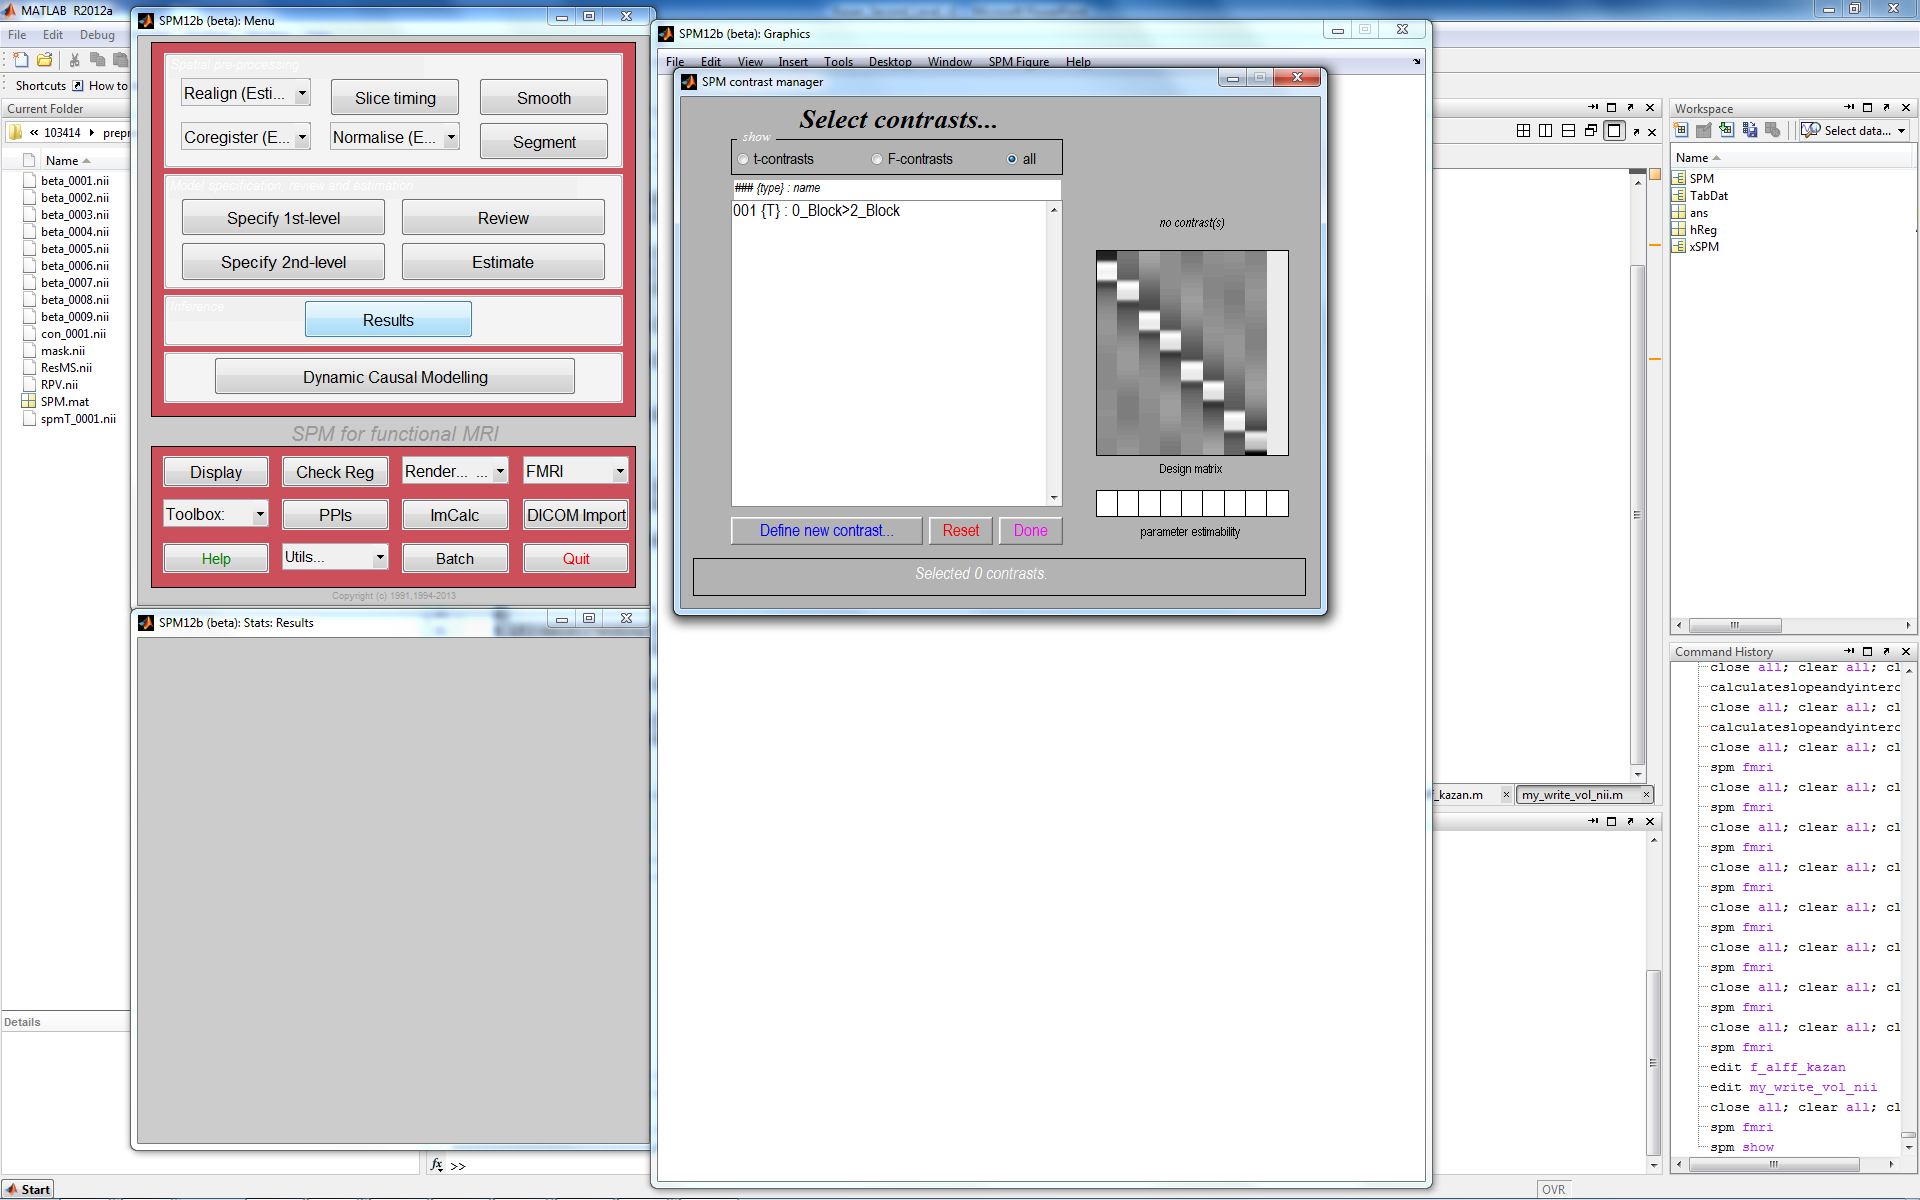 MATLAB R2012a
File Edit Debug
Shortcuts How to
Current Folder
« 103414 ▸ prepr
Name
beta_0001.nii
beta_0002.nii
beta_0003.nii
beta_0004.nii
beta_0005.nii
beta_0006.nii
beta_0007.nii
beta_0008.nii
beta_0009.nii
con_0001.nii
mask.nii
ResMS.nii
RPV.nii
SPM.mat
spmT_0001.nii
Details
Start
SPM12b (beta): Menu
Spatial pre-processing
Realign (Esti... Slice timing Smooth
Coregister (E... Normalise (E... Segment
Model specification, review and estimation
Specify 1st-level Review
Specify 2nd-level Estimate
Inference
Results
Dynamic Causal Modelling
SPM for functional MRI
Display Check Reg Render... ... FMRI
Toolbox: PPIs ImCalc DICOM Import
Help Utils... Batch Quit
Copyright (c) 1991,1994-2013
SPM12b (beta): Stats: Results
fx >>
SPM12b (beta): Graphics
File Edit View Insert Tools Desktop Window SPM Figure Help
SPM contrast manager
Select contrasts...
show
t-contrasts F-contrasts all
### {type} : name
001 {T} : 0_Block>2_Block
no contrast(s)
Design matrix
parameter estimability
Define new contrast... Reset Done
Selected 0 contrasts.
f_kazan.m my_write_vol_nii.m
OVR
Workspace
Select data...
Name
SPM
TabDat
ans
hReg
xSPM
Command History
close all; clear all; cl
calculateslopeandyinterc
close all; clear all; cl
calculateslopeandyinterc
close all; clear all; cl
spm fmri
close all; clear all; cl
spm fmri
close all; clear all; cl
spm fmri
close all; clear all; cl
spm fmri
close all; clear all; cl
spm fmri
close all; clear all; cl
spm fmri
close all; clear all; cl
spm fmri
close all; clear all; cl
spm fmri
edit f_alff_kazan
edit my_write_vol_nii
close all; clear all; cl
spm fmri
spm show